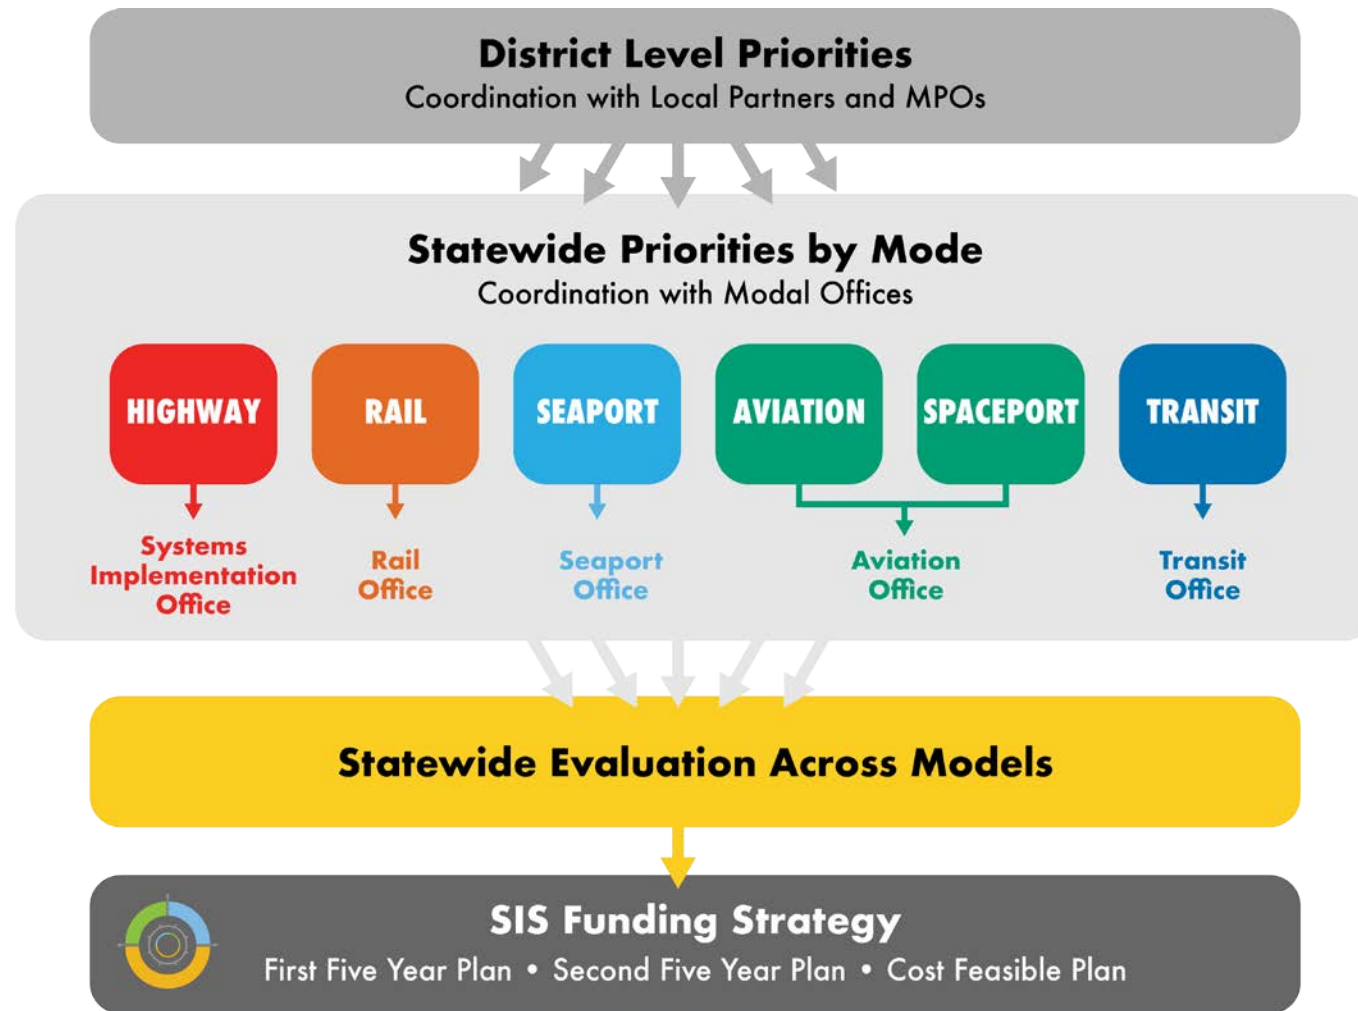 District Level Priorities
Coordination with Local Partners and MPOs
Statewide Priorities by Mode
Coordination with Modal Offices
HIGHWAY
RAIL
SEAPORT
AVIATION
SPACEPORT
TRANSIT
Systems
Implementation
Office
Rail
Office
Seaport
Office
Aviation
Office
Transit
Office
Statewide Evaluation Across Models
SIS Funding Strategy
First Five Year Plan • Second Five Year Plan • Cost Feasible Plan